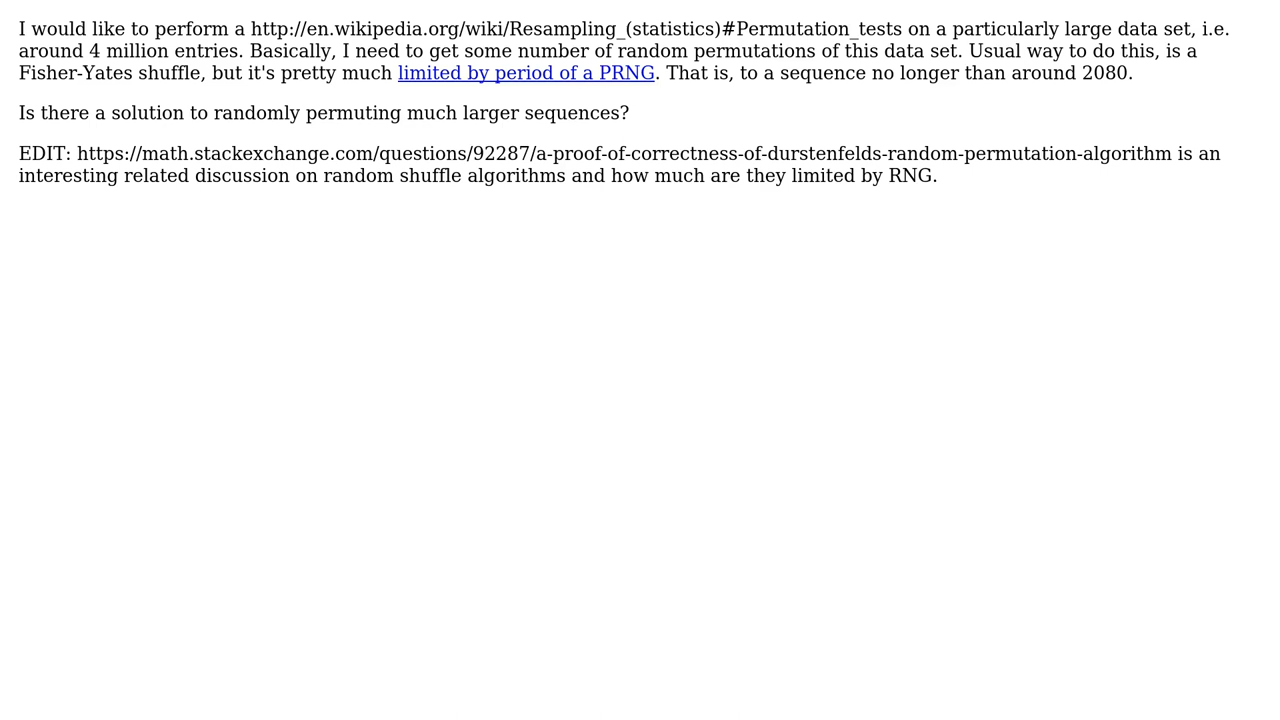 I would like to perform a http://en.wikipedia.org/wiki/Resampling_(statistics)#Permutation_tests on a particularly large data set, i.e.
around 4 million entries. Basically, I need to get some number of random permutations of this data set. Usual way to do this, is a
Fisher-Yates shuffle, but it's pretty much limited by period of a PRNG. That is, to a sequence no longer than around 2080.
Is there a solution to randomly permuting much larger sequences?
EDIT: https://math.stackexchange.com/questions/92287/a-proof-of-correctness-of-durstenfelds-random-permutation-algorithm is an
interesting related discussion on random shuffle algorithms and how much are they limited by RNG.